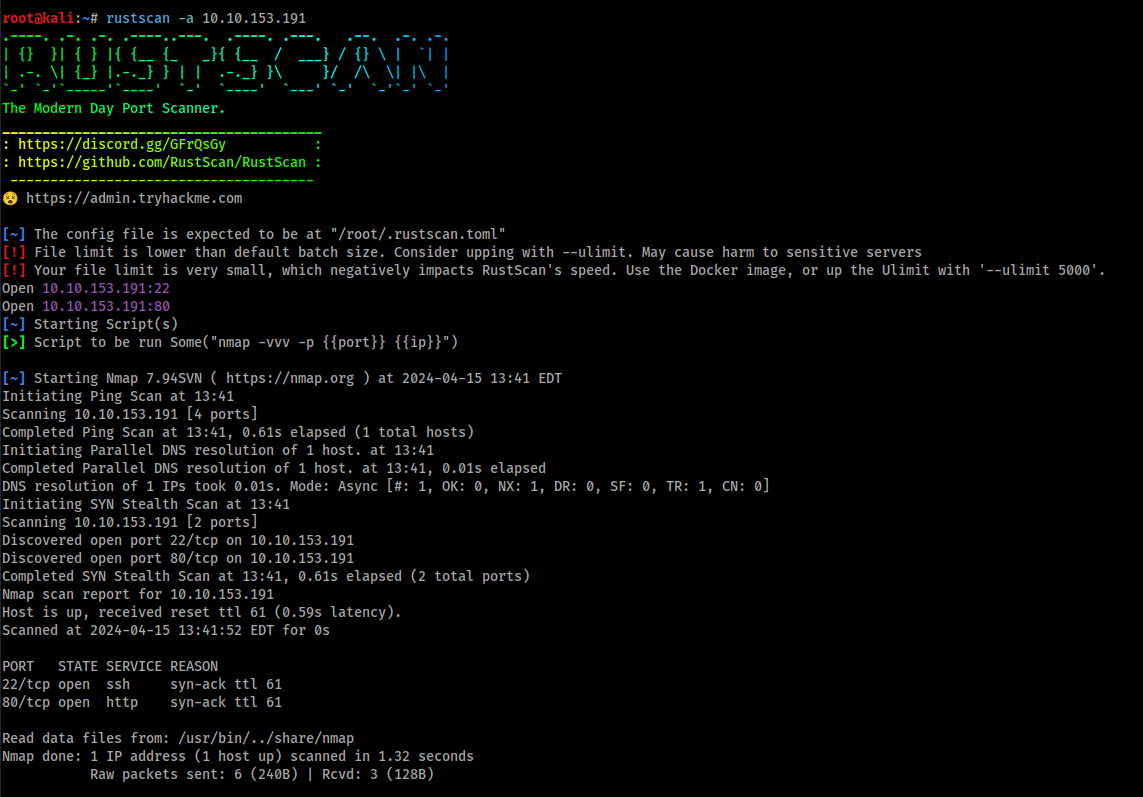 root@kali:~# rustscan -a 10.10.153.191
.----. .-. .-. .----..---.  .----. .---.   .--.  .-. .-.
| {}  }| { } |{ {__ {_   _}{ {__  /  ___} / {} \ |  `| |
| .-. \| {_} |.-._} } | |  .-._} }\     }/  /\  \| |\  |
`-' `-'`-----'`----'  `-'  `----'  `---' `-'  `-'`-' `-'
The Modern Day Port Scanner.
________________________________________
: https://discord.gg/GFrQsGy           :
: https://github.com/RustScan/RustScan :
 --------------------------------------
😵 https://admin.tryhackme.com
[~] The config file is expected to be at "/root/.rustscan.toml"
[!] File limit is lower than default batch size. Consider upping with --ulimit. May cause harm to sensitive servers
[!] Your file limit is very small, which negatively impacts RustScan's speed. Use the Docker image, or up the Ulimit with '--ulimit 5000'.
Open 10.10.153.191:22
Open 10.10.153.191:80
[~] Starting Script(s)
[>] Script to be run Some("nmap -vvv -p {{port}} {{ip}}")
[~] Starting Nmap 7.94SVN ( https://nmap.org ) at 2024-04-15 13:41 EDT
Initiating Ping Scan at 13:41
Scanning 10.10.153.191 [4 ports]
Completed Ping Scan at 13:41, 0.61s elapsed (1 total hosts)
Initiating Parallel DNS resolution of 1 host. at 13:41
Completed Parallel DNS resolution of 1 host. at 13:41, 0.01s elapsed
DNS resolution of 1 IPs took 0.01s. Mode: Async [#: 1, OK: 0, NX: 1, DR: 0, SF: 0, TR: 1, CN: 0]
Initiating SYN Stealth Scan at 13:41
Scanning 10.10.153.191 [2 ports]
Discovered open port 22/tcp on 10.10.153.191
Discovered open port 80/tcp on 10.10.153.191
Completed SYN Stealth Scan at 13:41, 0.61s elapsed (2 total ports)
Nmap scan report for 10.10.153.191
Host is up, received reset ttl 61 (0.59s latency).
Scanned at 2024-04-15 13:41:52 EDT for 0s
PORT   STATE SERVICE REASON
22/tcp open  ssh     syn-ack ttl 61
80/tcp open  http    syn-ack ttl 61
Read data files from: /usr/bin/../share/nmap
Nmap done: 1 IP address (1 host up) scanned in 1.32 seconds
           Raw packets sent: 6 (240B) | Rcvd: 3 (128B)